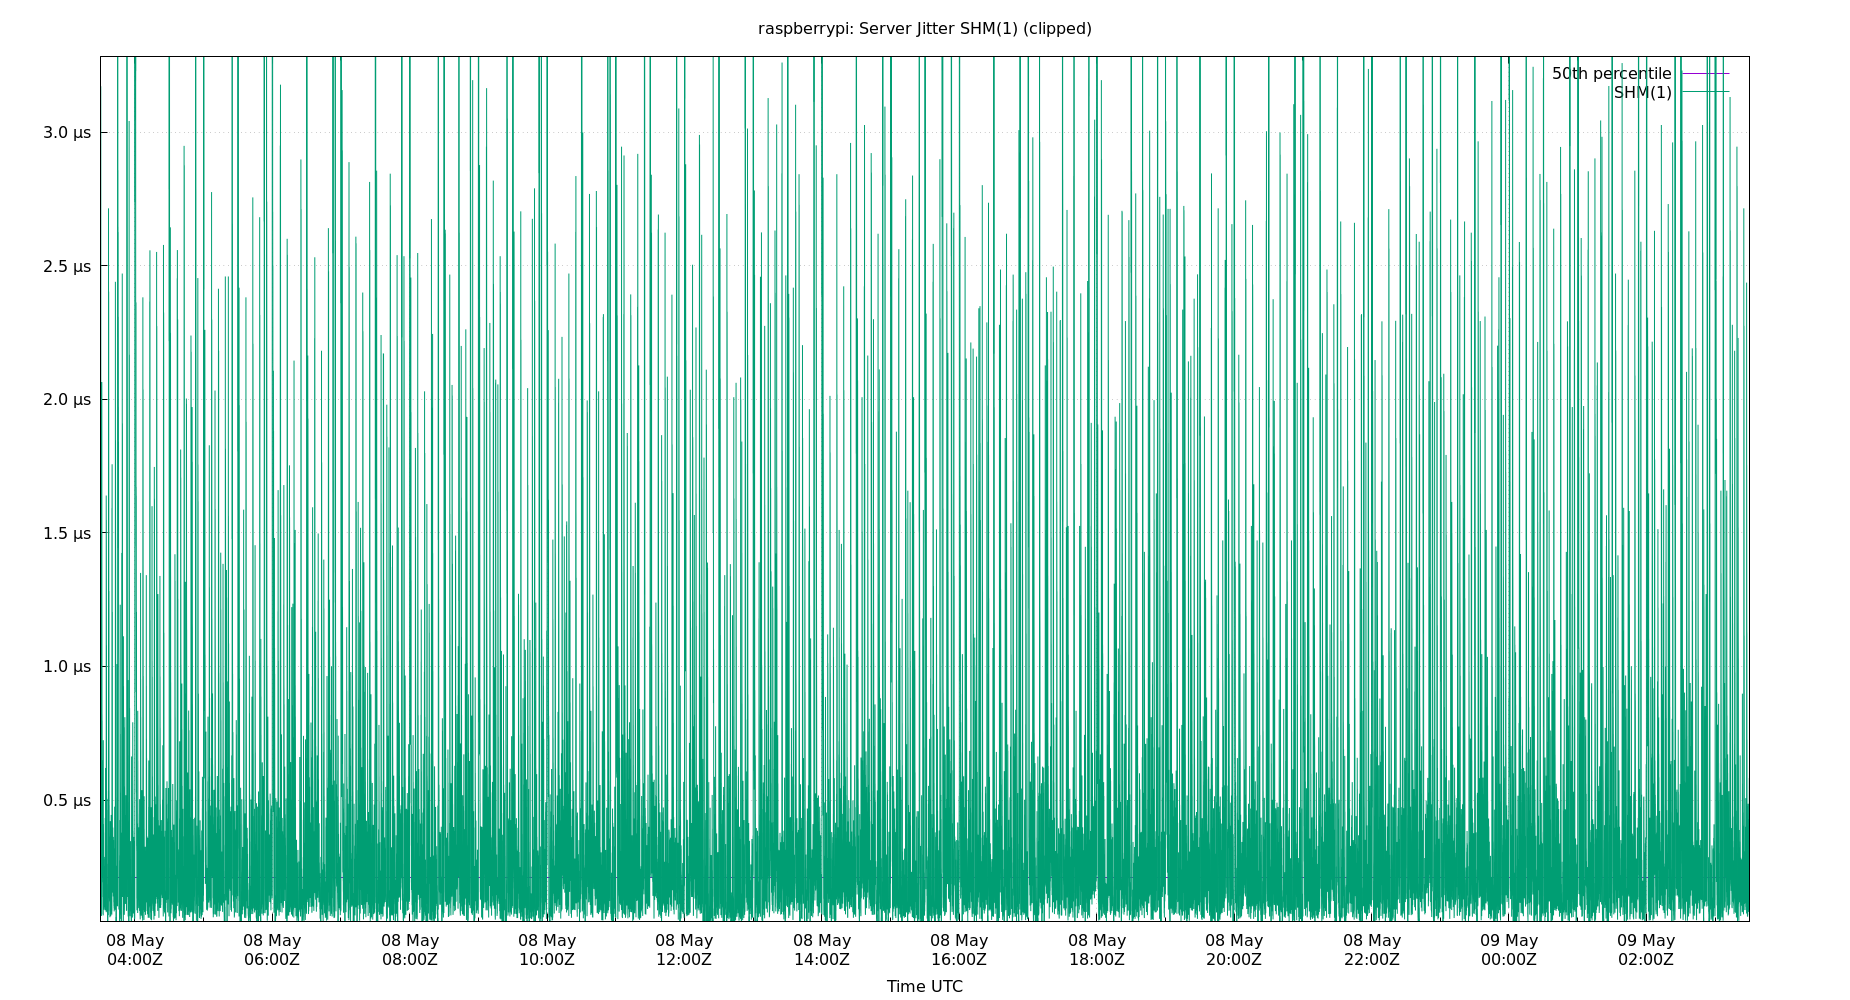 raspberrypi: Server Jitter SHM(1) (clipped)
50th percentile
SHM(1)
3.0 µs
2.5 µs
2.0 µs
1.5 µs
1.0 µs
0.5 µs
08 May 08 May 08 May 08 May 08 May 08 May 08 May 08 May 08 May 08 May 09 May 09 May
04:00Z 06:00Z 08:00Z 10:00Z 12:00Z 14:00Z 16:00Z 18:00Z 20:00Z 22:00Z 00:00Z 02:00Z
Time UTC